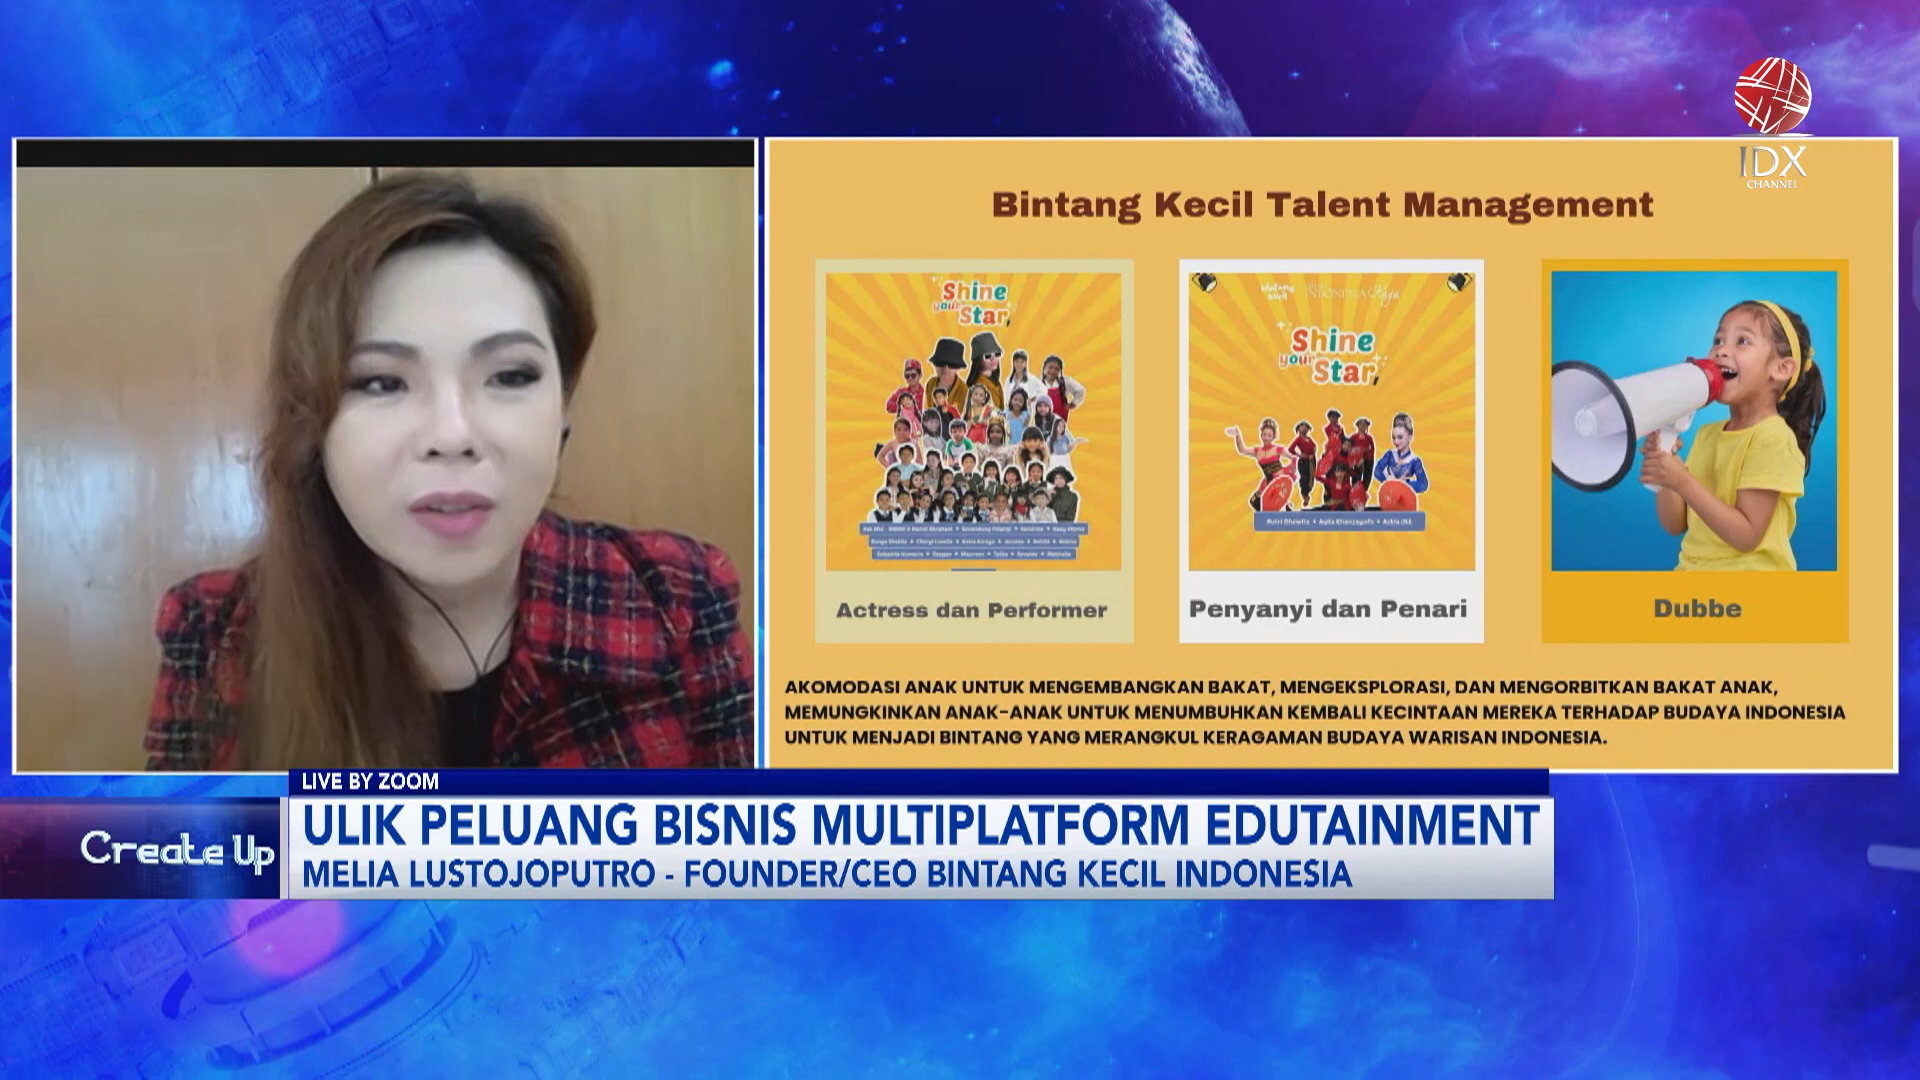 IDX
CHANNEL
Bintang Kecil Talent Management
Shine
your
Star,
Shine
your
Star,
Actress dan Performer
Penyanyi dan Penari
Dubbe
AKOMODASI ANAK UNTUK MENGEMBANGKAN BAKAT, MENGEKSPLORASI, DAN MENGORBITKAN BAKAT ANAK,
MEMUNGKINKAN ANAK-ANAK UNTUK MENUMBUHKAN KEMBALI KECINTAAN MEREKA TERHADAP BUDAYA INDONESIA
UNTUK MENJADI BINTANG YANG MERANGKUL KERAGAMAN BUDAYA WARISAN INDONESIA.
LIVE BY ZOOM
Create Up
ULIK PELUANG BISNIS MULTIPLATFORM EDUTAINMENT
MELIA LUSTOJOPUTRO - FOUNDER/CEO BINTANG KECIL INDONESIA